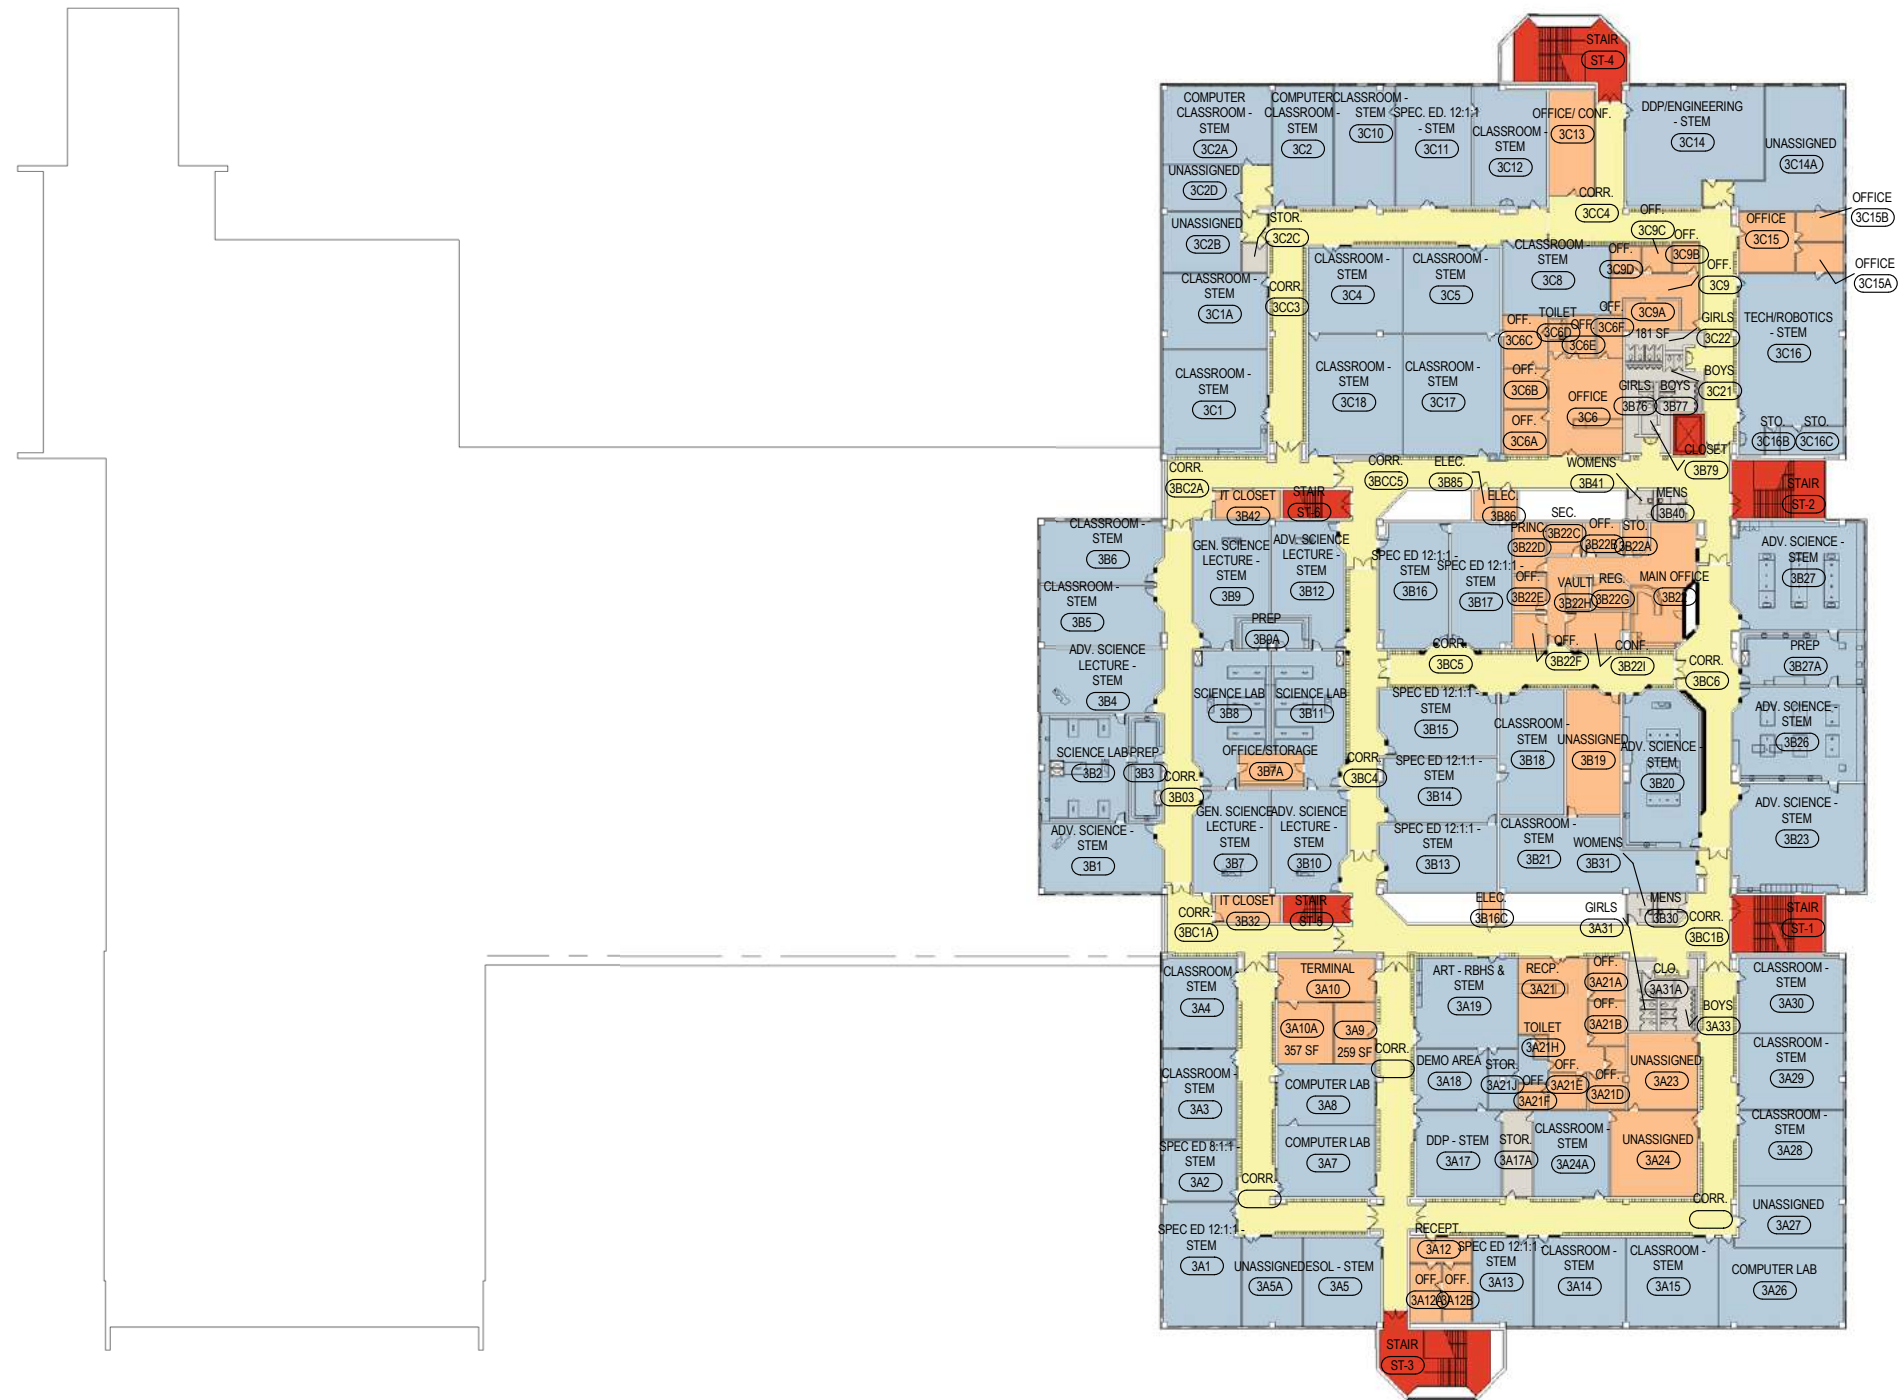 STAIR
ST-4
COMPUTER
CLASSROOM -
STEM
3C2A
COMPUTER
CLASSROOM -
STEM
3C2
CLASSROOM -
STEM
3C10
SPEC. ED. 12:1:1
- STEM
3C11
CLASSROOM -
STEM
3C12
OFFICE/ CONF.
3C13
DDP/ENGINEERING
- STEM
3C14
UNASSIGNED
3C14A
UNASSIGNED
3C2D
UNASSIGNED
3C2B
STOR.
3C2C
CORR.
3CC4
OFFICE
3C15B
OFFICE
3C15
OFFICE
3C15A
OFF.
3C9C
OFF.
3C9B
OFF.
3C9D
OFF.
3C9
3C9A
181 SF
CLASSROOM -
STEM
3C1A
CORR.
3CC3
CLASSROOM -
STEM
3C4
CLASSROOM -
STEM
3C5
CLASSROOM -
STEM
3C8
TOILET
3C6D
OFF.
3C6F
OFF.
3C6E
OFF.
3C6C
OFF.
3C6B
OFF.
3C6A
OFFICE
3C6
GIRLS
3C22
BOYS
3C21
GIRLS
3B76
BOYS
3B77
TECH/ROBOTICS
- STEM
3C16
STO.
3C16B
STO.
3C16C
CLASSROOM -
STEM
3C1
CLASSROOM -
STEM
3C18
CLASSROOM -
STEM
3C17
CLOSET
3B79
CORR.
3BC2A
IT CLOSET
3B42
STAIR
ST-6
CORR.
3BCC5
ELEC.
3B85
ELEC.
3B86
WOMENS
3B41
MENS
3B40
STAIR
ST-2
CLASSROOM -
STEM
3B6
CLASSROOM -
STEM
3B5
GEN. SCIENCE
LECTURE -
STEM
3B9
ADV. SCIENCE
LECTURE -
STEM
3B12
PREP
3B9A
SPEC ED 12:1:1 -
STEM
3B16
SPEC ED 12:1:1 -
STEM
3B17
PRINC.
3B22D
SEC.
3B22C
OFF.
3B22B
STO.
3B22A
OFF.
3B22E
VAULT
3B22H
REG.
3B22G
MAIN OFFICE
3B22
OFF.
3B22F
CONF
3B22I
ADV. SCIENCE -
STEM
3B27
PREP
3B27A
ADV. SCIENCE
LECTURE -
STEM
3B4
SCIENCE LAB
3B2
PREP
3B3
ADV. SCIENCE -
STEM
3B1
CORR.
3B03
SCIENCE LAB
3B8
SCIENCE LAB
3B11
OFFICE/STORAGE
3B7A
GEN. SCIENCE
LECTURE -
STEM
3B7
ADV. SCIENCE
LECTURE -
STEM
3B10
CORR.
3BC4
CORR.
3BC5
CORR.
3BC6
SPEC ED 12:1:1 -
STEM
3B15
SPEC ED 12:1:1 -
STEM
3B14
SPEC ED 12:1:1 -
STEM
3B13
CLASSROOM -
STEM
3B18
UNASSIGNED
3B19
ADV. SCIENCE -
STEM
3B20
CLASSROOM -
STEM
3B21
WOMENS
3B31
ADV. SCIENCE -
STEM
3B26
ADV. SCIENCE -
STEM
3B23
CORR.
3BC1A
IT CLOSET
3B32
STAIR
ST-5
ELEC.
3B16C
GIRLS
3A31
MENS
3B30
CORR.
3BC1B
STAIR
ST-1
CLASSROOM -
STEM
3A4
TERMINAL
3A10
3A10A
357 SF
3A9
259 SF
CORR.
ART - RBHS &
STEM
3A19
RECP.
3A21
OFF.
3A21A
OFF.
3A21B
CLO.
3A31A
BOYS
3A33
CLASSROOM -
STEM
3A30
CLASSROOM -
STEM
3A3
COMPUTER LAB
3A8
DEMO AREA
3A18
STOR.
3A21J
TOILET
3A21H
OFF.
3A21F
OFF.
3A21E
OFF.
3A21D
UNASSIGNED
3A23
CLASSROOM -
STEM
3A29
SPEC ED 8:1:1 -
STEM
3A2
COMPUTER LAB
3A7
DDP - STEM
3A17
STOR.
3A17A
CLASSROOM -
STEM
3A24A
UNASSIGNED
3A24
CLASSROOM -
STEM
3A28
CORR.
CORR.
UNASSIGNED
3A27
SPEC ED 12:1:1 -
STEM
3A1
UNASSIGNED
3A5A
ESOL - STEM
3A5
RECEPT.
3A12
OFF.
3A12A
OFF.
3A12B
SPEC ED 12:1:1 -
STEM
3A13
CLASSROOM -
STEM
3A14
CLASSROOM -
STEM
3A15
COMPUTER LAB
3A26
STAIR
ST-3